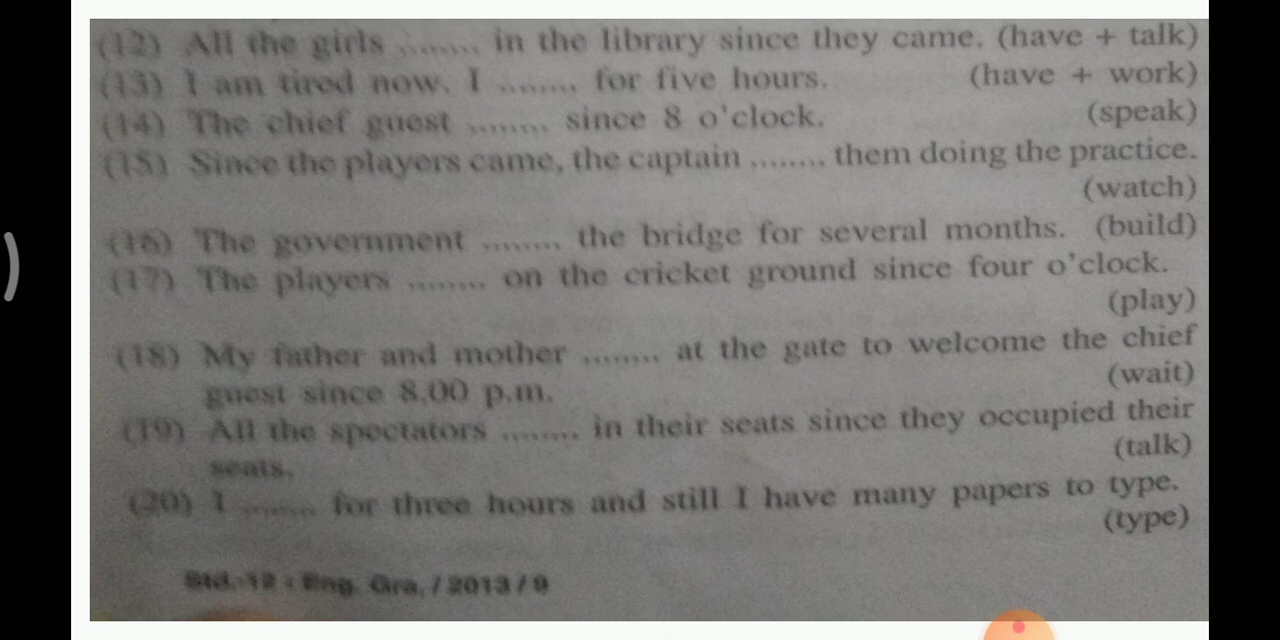 (12) All the girls ........ in the library since they came. (have + talk)
(13) I am tired now. I ........ for five hours. (have + work)
(14) The chief guest ........ since 8 o'clock. (speak)
(15) Since the players came, the captain ........ them doing the practice.
(watch)
(16) The government ........ the bridge for several months. (build)
(17) The players ........ on the cricket ground since four o'clock.
(play)
(18) My father and mother ........ at the gate to welcome the chief
guest since 8.00 p.m. (wait)
(19) All the spectators ........ in their seats since they occupied their
seats. (talk)
(20) I ........ for three hours and still I have many papers to type.
(type)
Std.-12 : Eng. Gra. / 2013 / 9